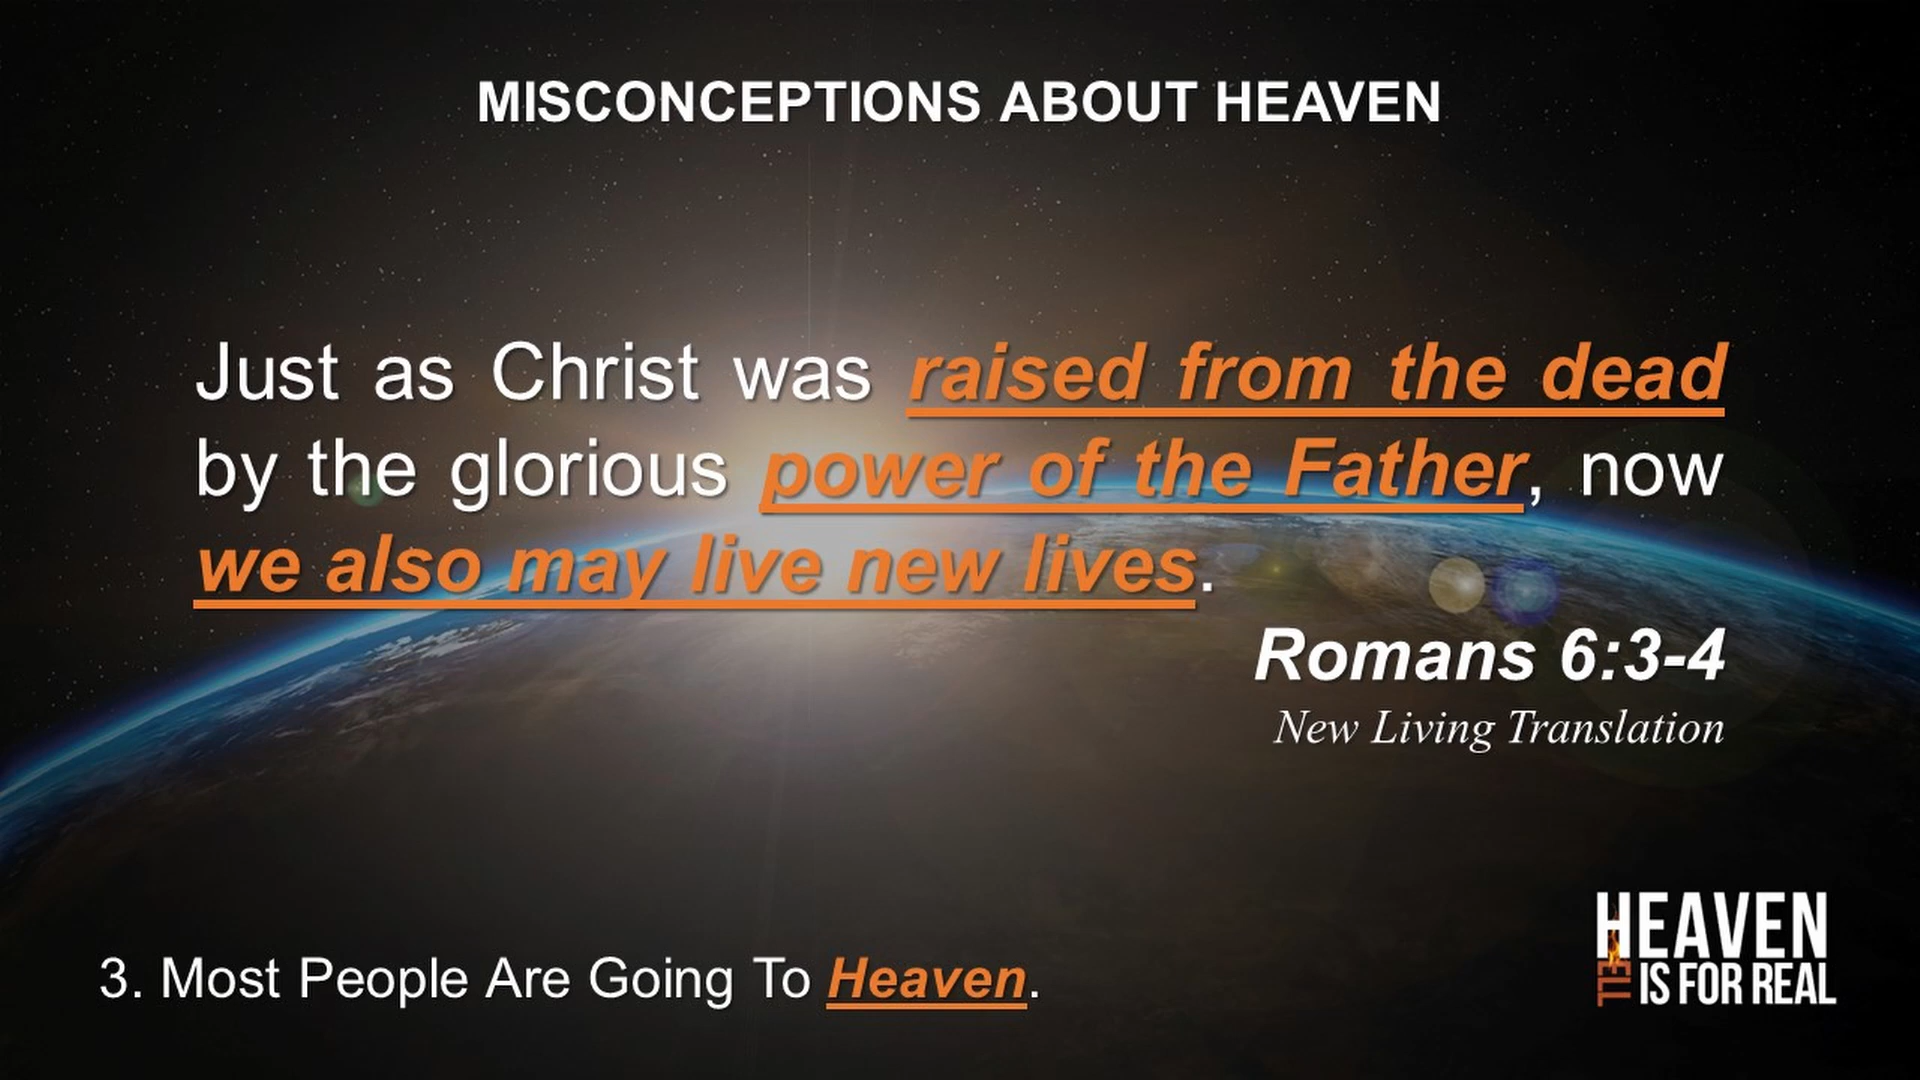 MISCONCEPTIONS ABOUT HEAVEN
Just as Christ was raised from the dead
by the glorious power of the Father, now
we also may live new lives.
Romans 6:3-4
New Living Translation
3. Most People Are Going To Heaven.
HEAVEN
HELL
IS FOR REAL